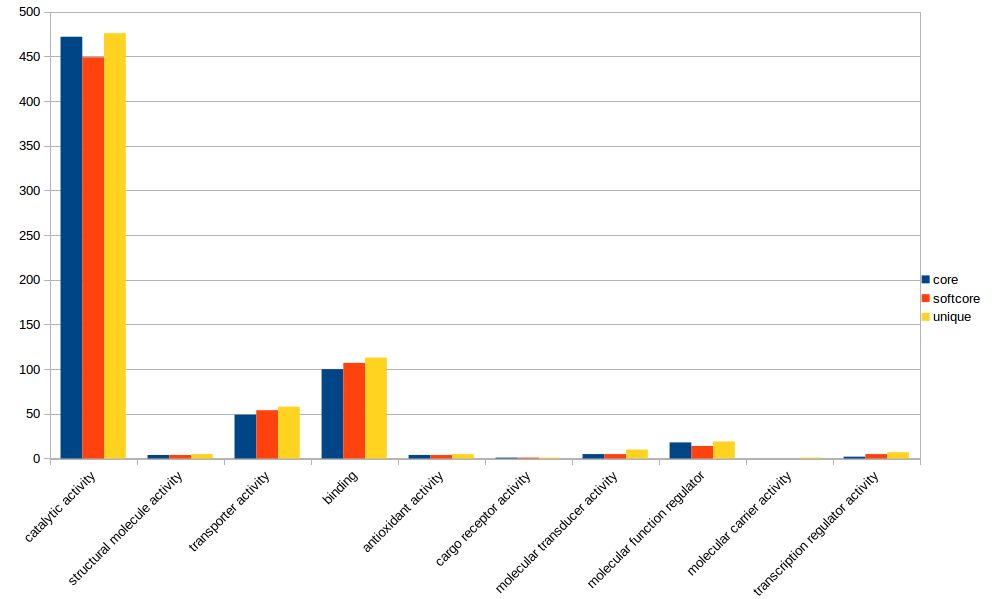 500
450
400
350
300
250
200
150
100
50
0
core
softcore
unique
catalytic activity
structural molecule activity
transporter activity
binding
antioxidant activity
cargo receptor activity
molecular transducer activity
molecular function regulator
molecular carrier activity
transcription regulator activity